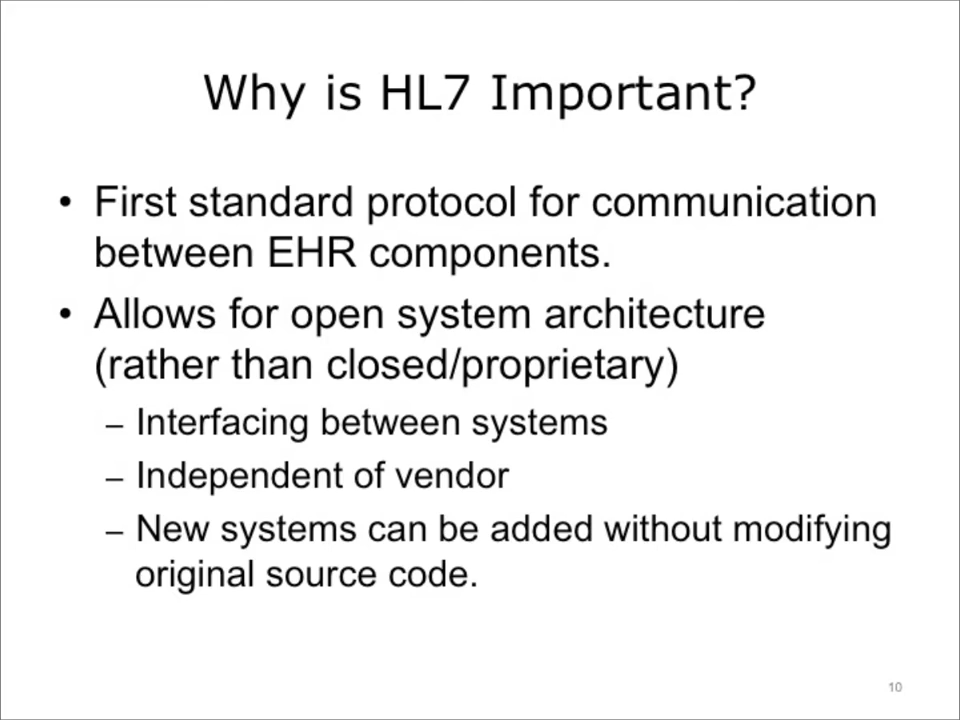 Why is HL7 Important?
• First standard protocol for communication
between EHR components.
• Allows for open system architecture
(rather than closed/proprietary)
– Interfacing between systems
– Independent of vendor
– New systems can be added without modifying
original source code.
10